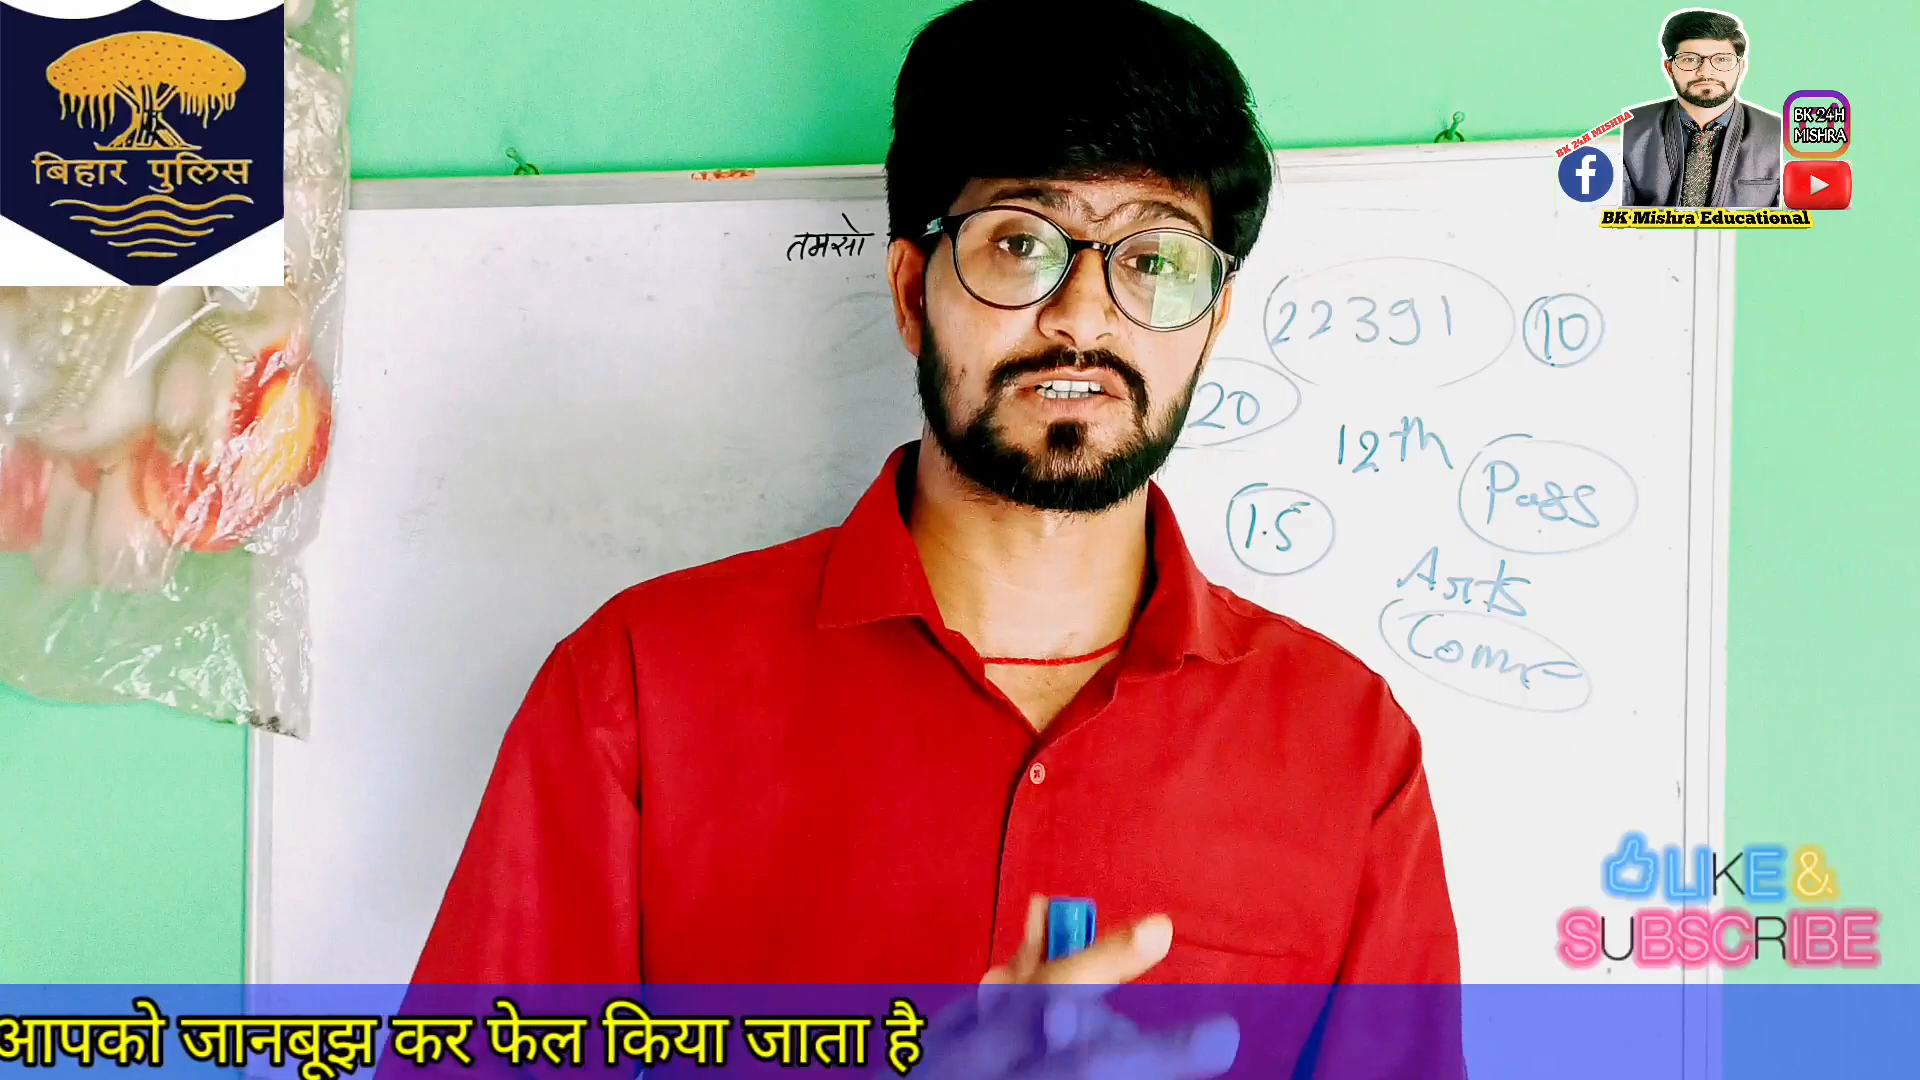 बिहार पुलिस
BK 24H MISHRA
BK 24H
MISHRA
BK Mishra Educational
तमसो
22391
10
20
12th
Pass
1.5
Arts
LIKE &
SUBSCRIBE
आपको जानबूझ कर फेल किया जाता है